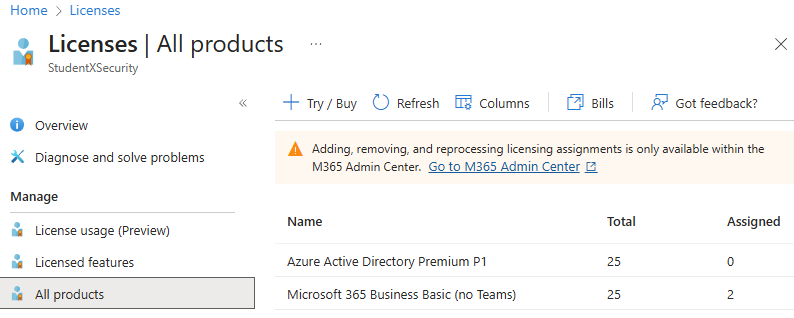 Home > Licenses
Licenses | All products ...
StudentXSecurity
Overview
Diagnose and solve problems
Manage
License usage (Preview)
Licensed features
All products
Try / Buy Refresh Columns Bills Got feedback?
Adding, removing, and reprocessing licensing assignments is only available within the
M365 Admin Center. Go to M365 Admin Center
Name Total Assigned
Azure Active Directory Premium P1 25 0
Microsoft 365 Business Basic (no Teams) 25 2